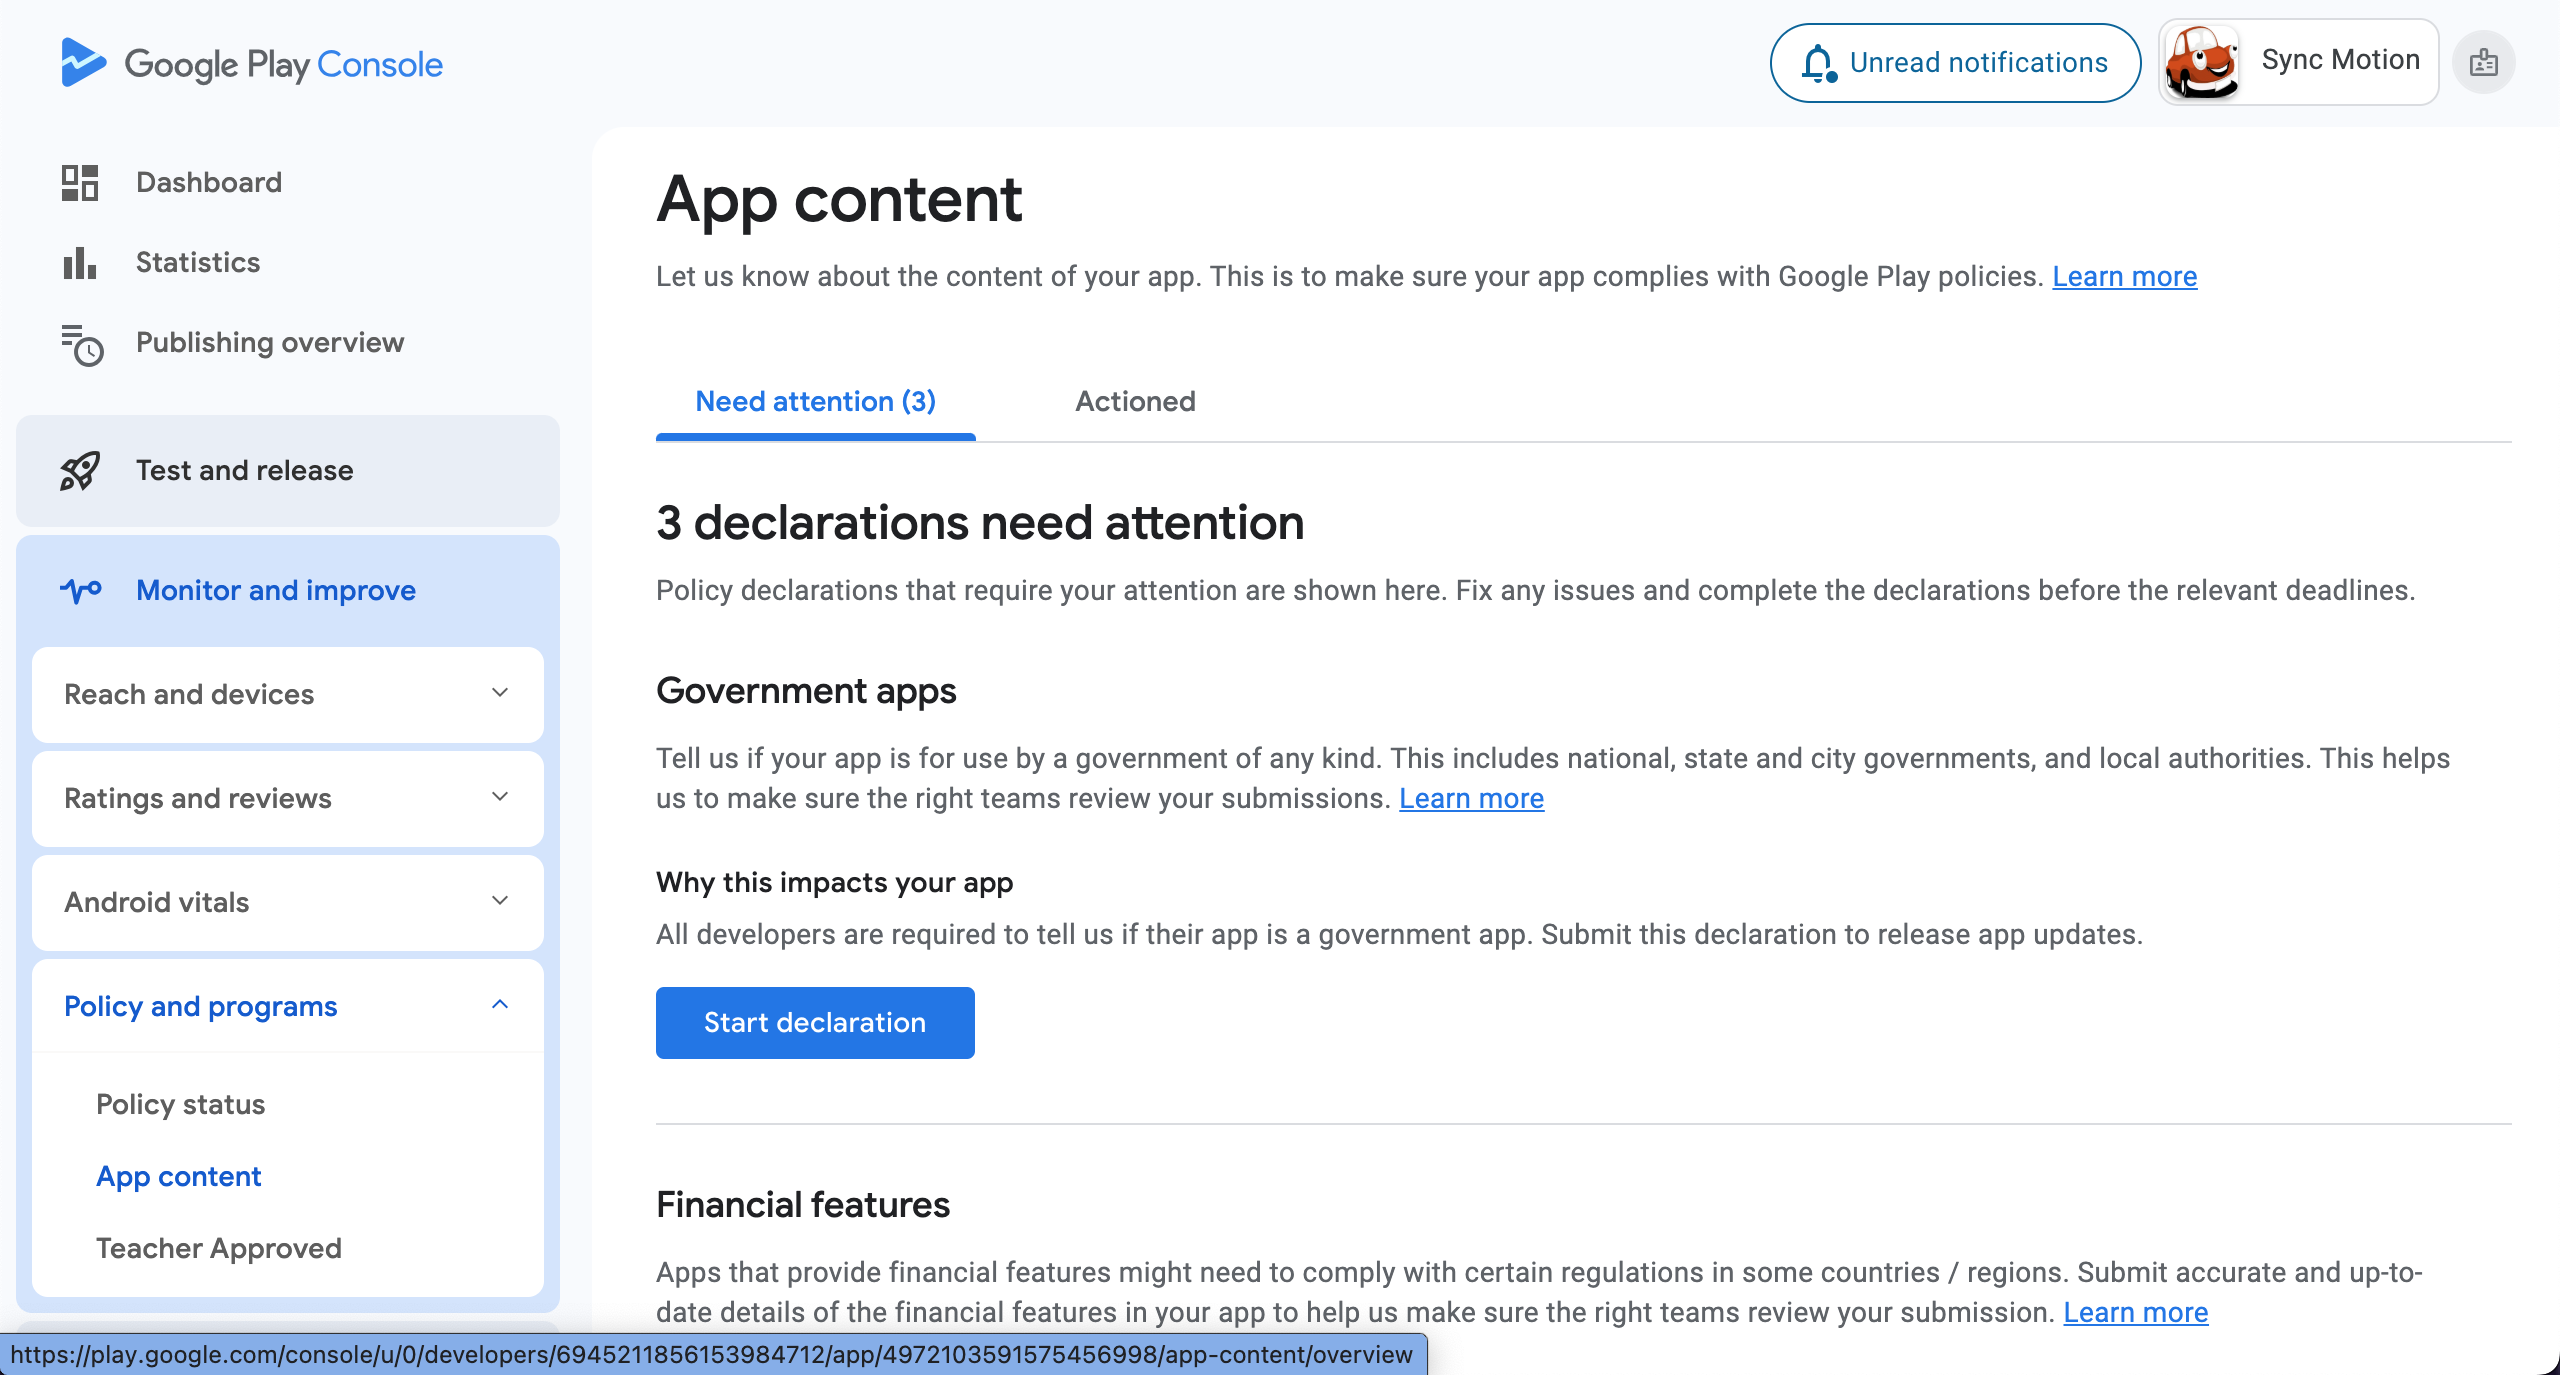 Google Play Console
Unread notifications
Sync Motion
Dashboard
Statistics
Publishing overview
Test and release
Monitor and improve
Reach and devices
Ratings and reviews
Android vitals
Policy and programs
Policy status
App content
Teacher Approved
App content
Let us know about the content of your app. This is to make sure your app complies with Google Play policies. Learn more
Need attention (3)
Actioned
3 declarations need attention
Policy declarations that require your attention are shown here. Fix any issues and complete the declarations before the relevant deadlines.
Government apps
Tell us if your app is for use by a government of any kind. This includes national, state and city governments, and local authorities. This helps
us to make sure the right teams review your submissions. Learn more
Why this impacts your app
All developers are required to tell us if their app is a government app. Submit this declaration to release app updates.
Start declaration
Financial features
Apps that provide financial features might need to comply with certain regulations in some countries / regions. Submit accurate and up-to-
date details of the financial features in your app to help us make sure the right teams review your submission. Learn more
https://play.google.com/console/u/0/developers/6945211856153984712/app/4972103591575456998/app-content/overview